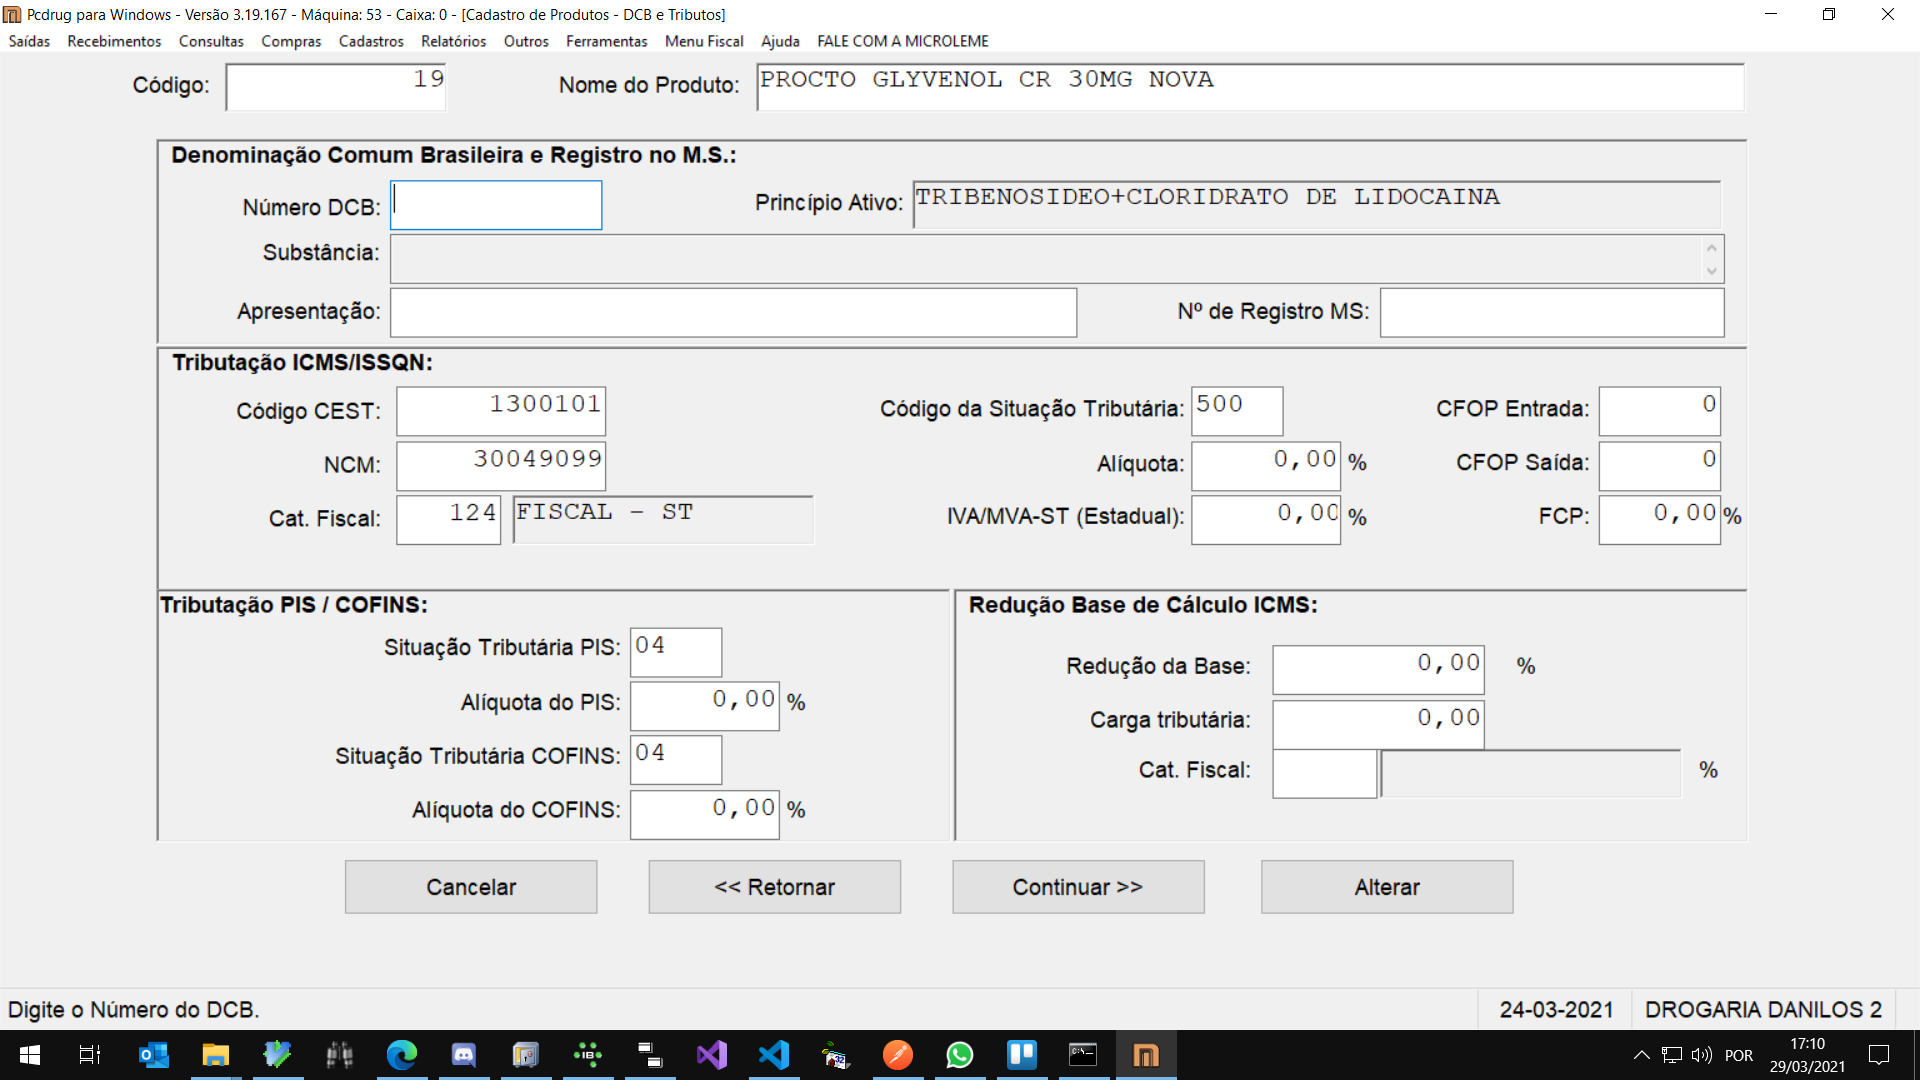 Pcdrug para Windows - Versão 3.19.167 - Máquina: 53 - Caixa: 0 - [Cadastro de Produtos - DCB e Tributos]
Saídas Recebimentos Consultas Compras Cadastros Relatórios Outros Ferramentas Menu Fiscal Ajuda FALE COM A MICROLEME
Código: 19 Nome do Produto: PROCTO GLYVENOL CR 30MG NOVA
Denominação Comum Brasileira e Registro no M.S.:
Número DCB: Princípio Ativo: TRIBENOSIDEO+CLORIDRATO DE LIDOCAINA
Substância:
Apresentação: Nº de Registro MS:
Tributação ICMS/ISSQN:
Código CEST: 1300101 Código da Situação Tributária: 500 CFOP Entrada: 0
NCM: 30049099 Alíquota: 0,00 % CFOP Saída: 0
Cat. Fiscal: 124 FISCAL - ST IVA/MVA-ST (Estadual): 0,00 % FCP: 0,00 %
Tributação PIS / COFINS:
Situação Tributária PIS: 04
Alíquota do PIS: 0,00 %
Situação Tributária COFINS: 04
Alíquota do COFINS: 0,00 %
Redução Base de Cálculo ICMS:
Redução da Base: 0,00 %
Carga tributária: 0,00
Cat. Fiscal: %
Cancelar << Retornar Continuar >> Alterar
Digite o Número do DCB. 24-03-2021 DROGARIA DANILOS 2
POR 17:10
29/03/2021